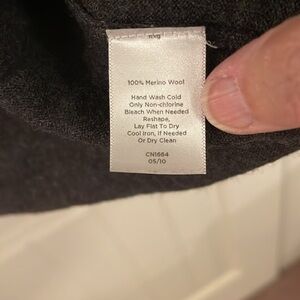 100% Merino Wool
Hand Wash Cold
Only Non-chlorine
Bleach When Needed
Reshape,
Lay Flat To Dry
Cool Iron, If Needed
Or Dry Clean
CN1664
05/10